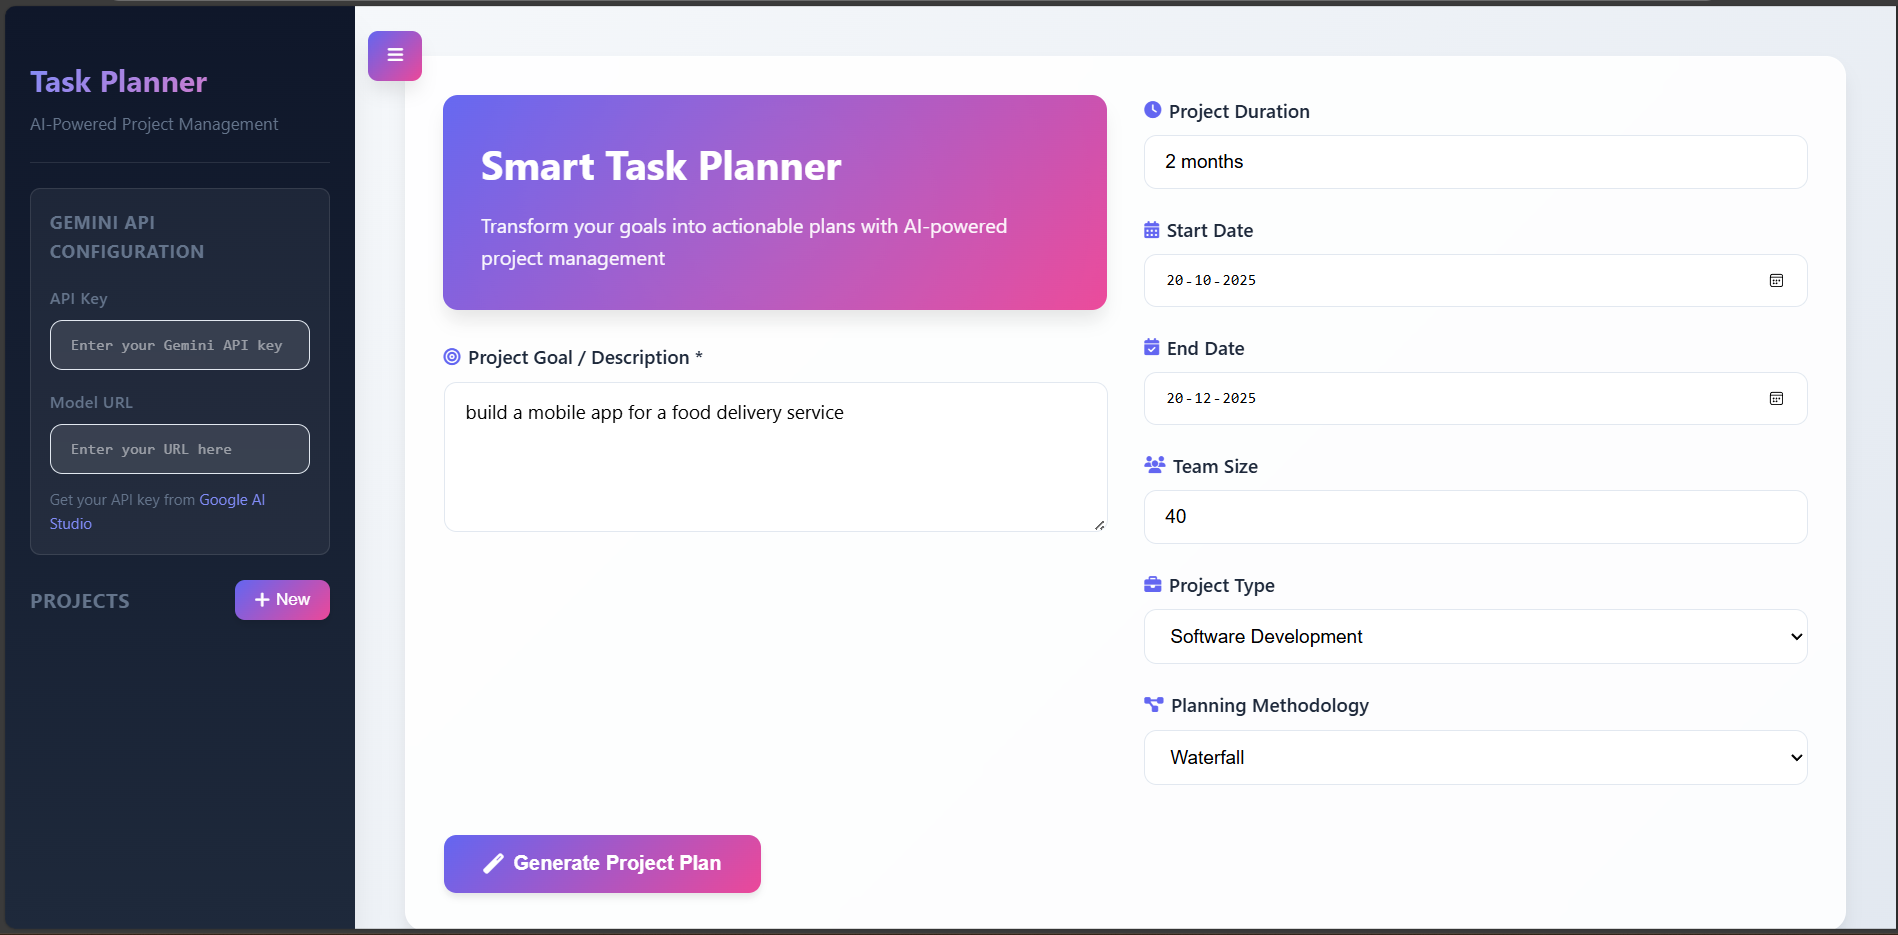 Task Planner
AI-Powered Project Management
GEMINI API
CONFIGURATION
API Key
Enter your Gemini API key
Model URL
Enter your URL here
Get your API key from Google AI
Studio
PROJECTS
New
Smart Task Planner
Transform your goals into actionable plans with AI-powered
project management
Project Goal / Description *
build a mobile app for a food delivery service
Project Duration
2 months
Start Date
20-10-2025
End Date
20-12-2025
Team Size
40
Project Type
Software Development
Planning Methodology
Waterfall
Generate Project Plan